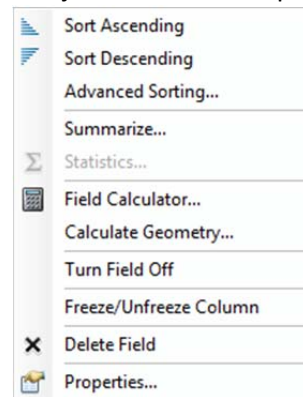 Sort Ascending
Sort Descending
Advanced Sorting...
Summarize...
Σ Statistics...
Field Calculator...
Calculate Geometry...
Turn Field Off
Freeze/Unfreeze Column
Delete Field
Properties...